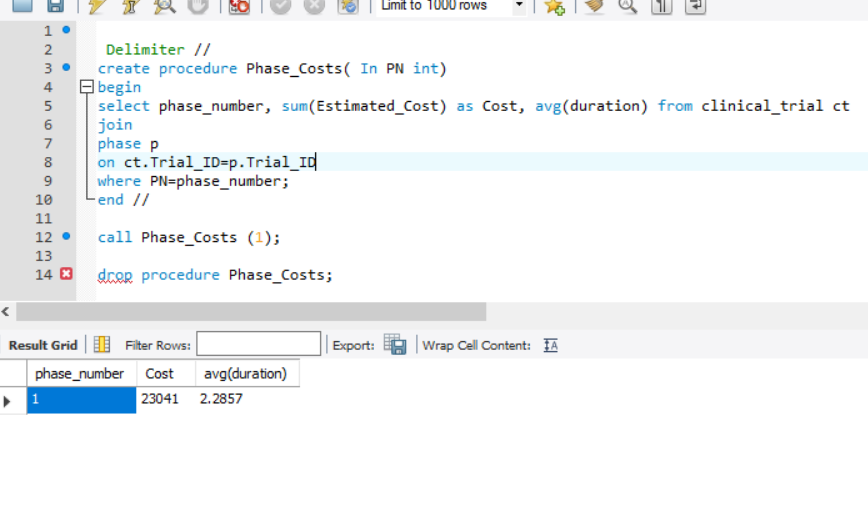 Limit to 1000 rows
1
2 Delimiter //
3 create procedure Phase_Costs( In PN int)
4 begin
5 select phase_number, sum(Estimated_Cost) as Cost, avg(duration) from clinical_trial ct
6 join
7 phase p
8 on ct.Trial_ID=p.Trial_ID
9 where PN=phase_number;
10 end //
11
12 call Phase_Costs (1);
13
14 drop procedure Phase_Costs;
Result Grid Filter Rows: Export: Wrap Cell Content: IA
phase_number Cost avg(duration)
1 23041 2.2857